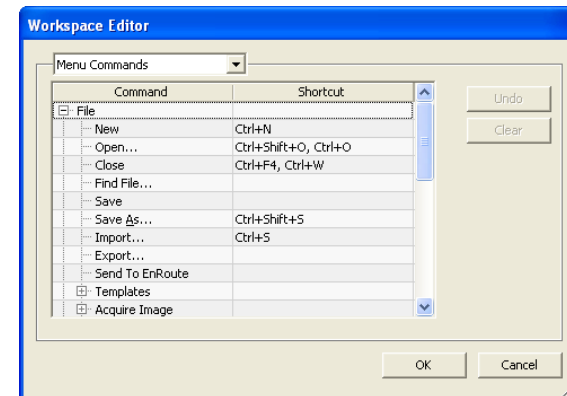 Workspace Editor
Menu Commands
Command Shortcut
File
New Ctrl+N
Open... Ctrl+Shift+O, Ctrl+O
Close Ctrl+F4, Ctrl+W
Find File...
Save
Save As... Ctrl+Shift+S
Import... Ctrl+S
Export...
Send To EnRoute
Templates
Acquire Image
Undo
Clear
OK Cancel